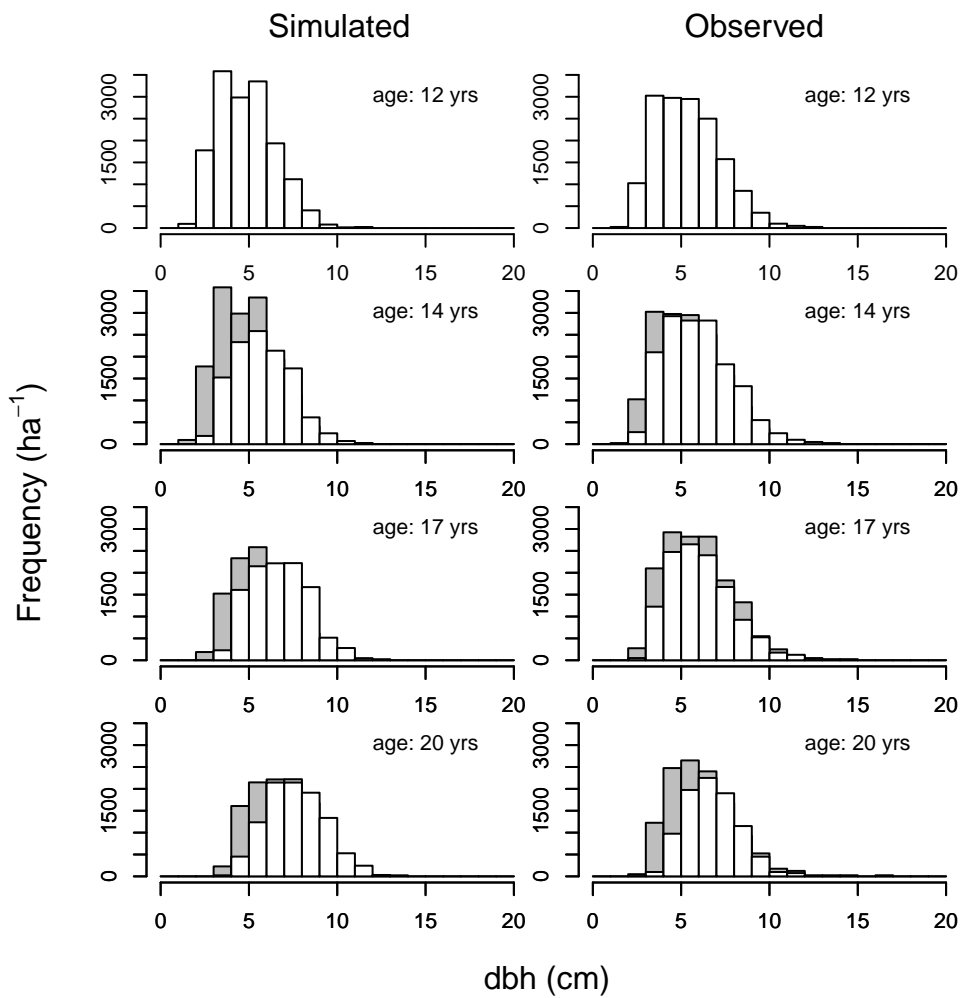 Simulated Observed
age: 12 yrs age: 12 yrs
0 1500 3000 0 1500 3000
0 5 10 15 20 0 5 10 15 20
age: 14 yrs age: 14 yrs
0 1500 3000 0 1500 3000
0 5 10 15 20 0 5 10 15 20
age: 17 yrs age: 17 yrs
0 1500 3000 0 1500 3000
0 5 10 15 20 0 5 10 15 20
age: 20 yrs age: 20 yrs
0 1500 3000 0 1500 3000
0 5 10 15 20 0 5 10 15 20
Frequency (ha⁻¹)
dbh (cm)